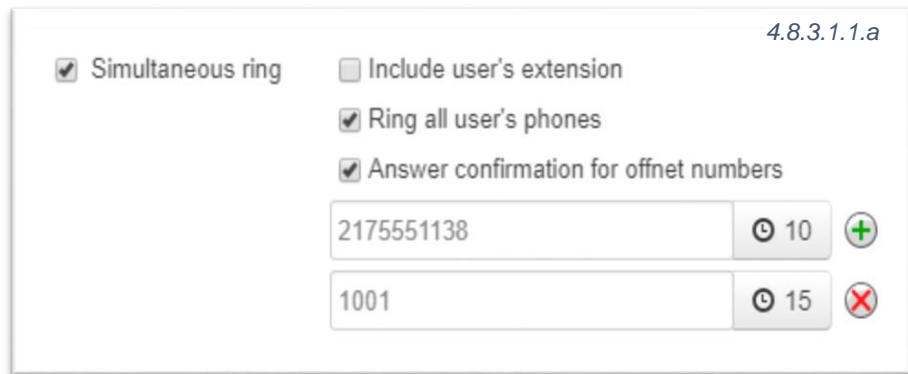 4.8.3.1.1.a
Simultaneous ring
Include user's extension
Ring all user's phones
Answer confirmation for offnet numbers
2175551138 10
1001 15